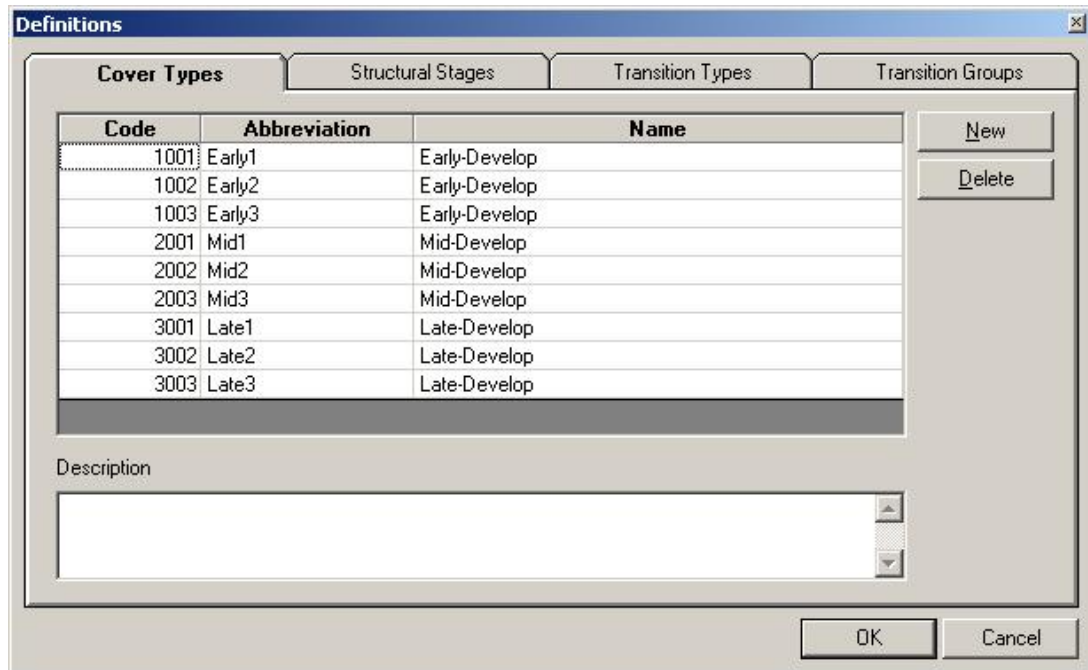 Definitions
Cover Types Structural Stages Transition Types Transition Groups
Code Abbreviation Name New
1001 Early1 Early-Develop
1002 Early2 Early-Develop Delete
1003 Early3 Early-Develop
2001 Mid1 Mid-Develop
2002 Mid2 Mid-Develop
2003 Mid3 Mid-Develop
3001 Late1 Late-Develop
3002 Late2 Late-Develop
3003 Late3 Late-Develop
Description
OK Cancel